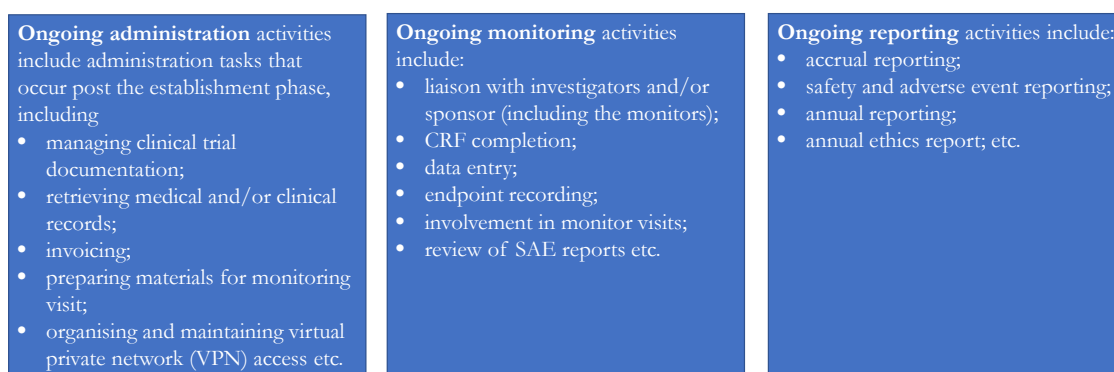 Ongoing administration activities
include administration tasks that
occur post the establishment phase,
including
• managing clinical trial
documentation;
• retrieving medical and/or clinical
records;
• invoicing;
• preparing materials for monitoring
visit;
• organising and maintaining virtual
private network (VPN) access etc.
Ongoing monitoring activities
include:
• liaison with investigators and/or
sponsor (including the monitors);
• CRF completion;
• data entry;
• endpoint recording;
• involvement in monitor visits;
• review of SAE reports etc.
Ongoing reporting activities include:
• accrual reporting;
• safety and adverse event reporting;
• annual reporting;
• annual ethics report; etc.